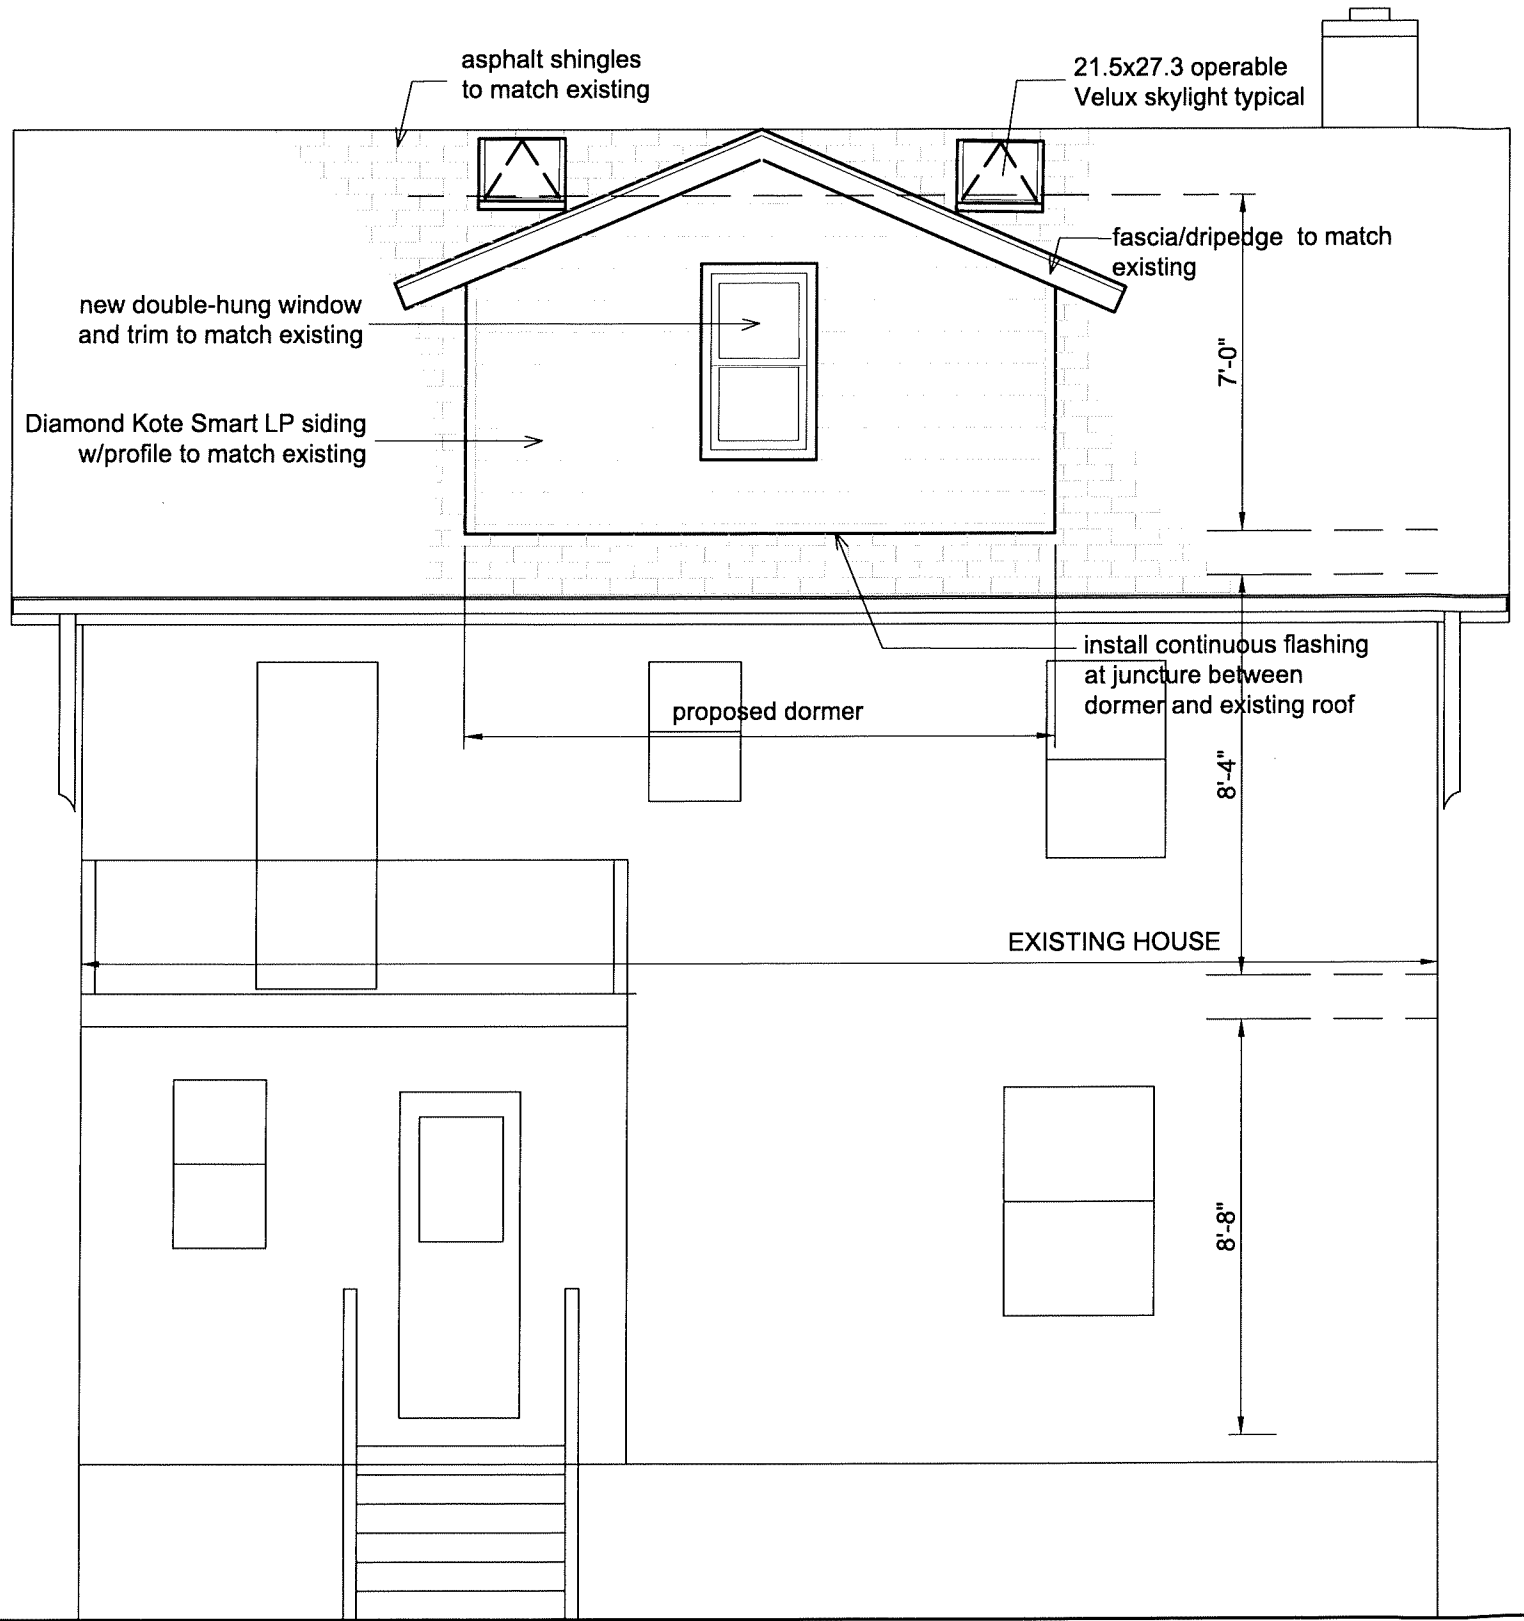 asphalt shingles
to match existing
21.5x27.3 operable
Velux skylight typical
fascia/dripedge to match
existing
new double-hung window
and trim to match existing
7'-0"
Diamond Kote Smart LP siding
w/profile to match existing
install continuous flashing
at juncture between
dormer and existing roof
proposed dormer
8'-4"
EXISTING HOUSE
8'-8"